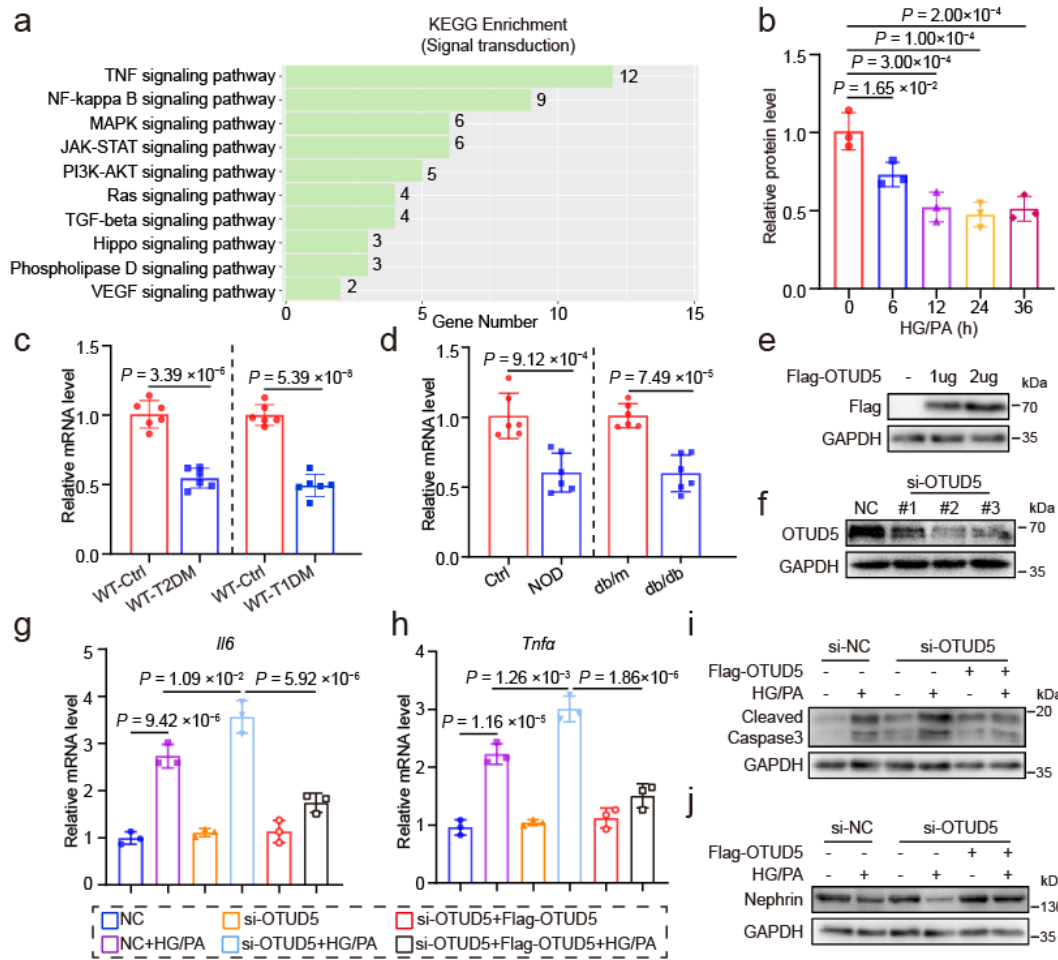 a
KEGG Enrichment
(Signal transduction)
TNF signaling pathway 12
NF-kappa B signaling pathway 9
MAPK signaling pathway 6
JAK-STAT signaling pathway 6
PI3K-AKT signaling pathway 5
Ras signaling pathway 4
TGF-beta signaling pathway 4
Hippo signaling pathway 3
Phospholipase D signaling pathway 3
VEGF signaling pathway 2
0 5 10 15
Gene Number
b
P = 2.00×10⁻⁴
P = 1.00×10⁻⁴
P = 3.00×10⁻⁴
P = 1.65 ×10⁻²
Relative protein level
1.5
1.0
0.5
0.0
0 6 12 24 36
HG/PA (h)
c
Relative mRNA level
1.5
1.0
0.5
0.0
P = 3.39 ×10⁻⁶ P = 5.39 ×10⁻⁸
WT-Ctrl WT-T2DM WT-Ctrl WT-T1DM
d
Relative mRNA level
1.5
1.0
0.5
0.0
P = 9.12 ×10⁻⁴ P = 7.49 ×10⁻⁵
Ctrl NOD db/m db/db
e
Flag-OTUD5 - 1ug 2ug kDa
Flag 70
GAPDH 35
f
si-OTUD5
NC #1 #2 #3 kDa
OTUD5 70
GAPDH 35
g
Il6
Relative mRNA level
5
4
3
2
1
0
P = 1.09 ×10⁻² P = 5.92 ×10⁻⁶
P = 9.42 ×10⁻⁶
h
Tnfα
Relative mRNA level
4
3
2
1
0
P = 1.26 ×10⁻³ P = 1.86×10⁻⁶
P = 1.16 ×10⁻⁵
NC si-OTUD5 si-OTUD5+Flag-OTUD5
NC+HG/PA si-OTUD5+HG/PA si-OTUD5+Flag-OTUD5+HG/PA
i
si-NC si-OTUD5
Flag-OTUD5 - - - - + +
HG/PA - + - + - + kDa
Cleaved 20
Caspase3
GAPDH 35
j
si-NC si-OTUD5
Flag-OTUD5 - - - - + +
HG/PA - + - + - + kD
Nephrin 130
GAPDH 35